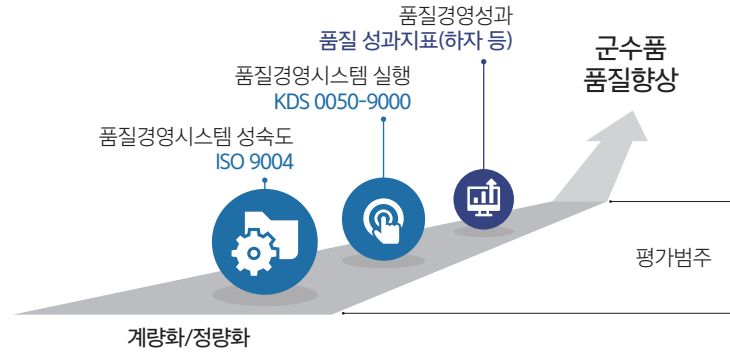 품질경영성과
품질 성과지표(하자 등)
군수품
품질향상
품질경영시스템 실행
KDS 0050-9000
품질경영시스템 성숙도
ISO 9004
평가범주
계량화/정량화